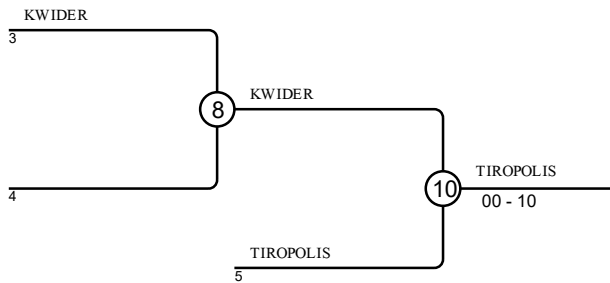 KWIDER
3
8
KWIDER
4
10
TIROPOLIS
00 - 10
TIROPOLIS
5